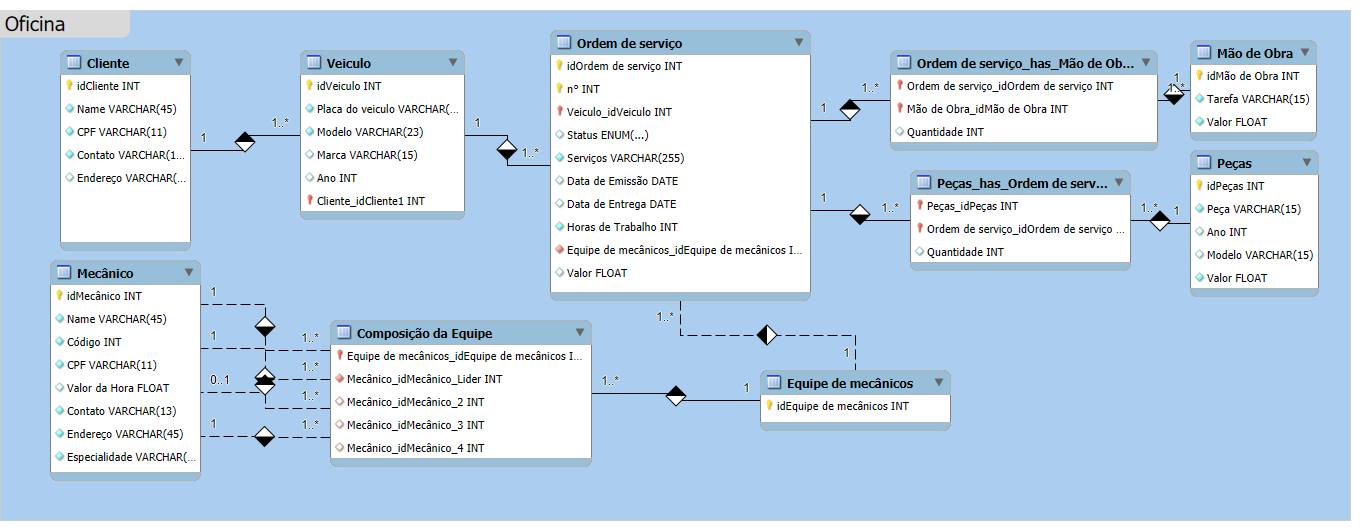 Oficina
Cliente
idCliente INT
Name VARCHAR(45)
CPF VARCHAR(11)
Contato VARCHAR(1...
Endereço VARCHAR(...
1
1..*
Veiculo
idVeiculo INT
Placa do veiculo VARCHAR(...
Modelo VARCHAR(23)
Marca VARCHAR(15)
Ano INT
Cliente_idCliente1 INT
1
1..*
Ordem de serviço
idOrdem de serviço INT
nº INT
Veiculo_idVeiculo INT
Status ENUM(...)
Serviços VARCHAR(255)
Data de Emissão DATE
Data de Entrega DATE
Horas de Trabalho INT
Equipe de mecânicos_idEquipe de mecânicos I...
Valor FLOAT
1
1..*
Ordem de serviço_has_Mão de Ob...
Ordem de serviço_idOrdem de serviço INT
Mão de Obra_idMão de Obra INT
Quantidade INT
1
1..*
Mão de Obra
idMão de Obra INT
Tarefa VARCHAR(15)
Valor FLOAT
1
1..*
Peças_has_Ordem de serv...
Peças_idPeças INT
Ordem de serviço_idOrdem de serviço ...
Quantidade INT
1..*
1
Peças
idPeças INT
Peça VARCHAR(15)
Ano INT
Modelo VARCHAR(15)
Valor FLOAT
Mecânico
idMecânico INT
Name VARCHAR(45)
Código INT
CPF VARCHAR(11)
Valor da Hora FLOAT
Contato VARCHAR(13)
Endereço VARCHAR(45)
Especialidade VARCHAR(...
1
1
0..1
1
1..*
1..*
1..*
1..*
Composição da Equipe
Equipe de mecânicos_idEquipe de mecânicos I...
Mecânico_idMecânico_Lider INT
Mecânico_idMecânico_2 INT
Mecânico_idMecânico_3 INT
Mecânico_idMecânico_4 INT
1..*
1
1..*
1
Equipe de mecânicos
idEquipe de mecânicos INT